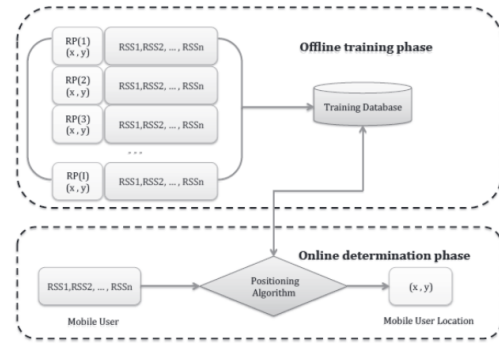 Offline training phase
RP(1)
(x , y)
RSS1,RSS2, ... , RSSn
RP(2)
(x , y)
RSS1,RSS2, ... , RSSn
RP(3)
(x , y)
RSS1,RSS2, ... , RSSn
...
RP(I)
(x , y)
RSS1,RSS2, ... , RSSn
Training Database
Online determination phase
RSS1,RSS2, ... , RSSn
Mobile User
Positioning
Algorithm
(x , y)
Mobile User Location